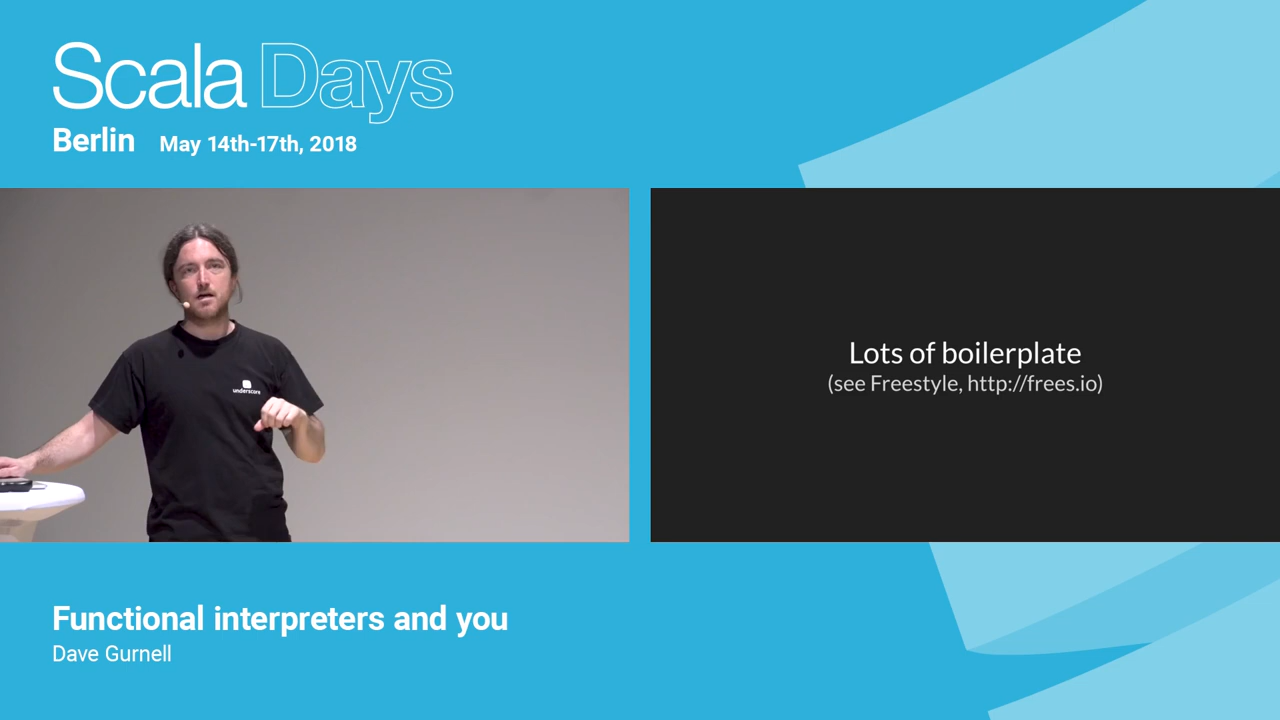 Scala Days
Berlin May 14th-17th, 2018
underscore
Lots of boilerplate
(see Freestyle, http://frees.io)
Functional interpreters and you
Dave Gurnell